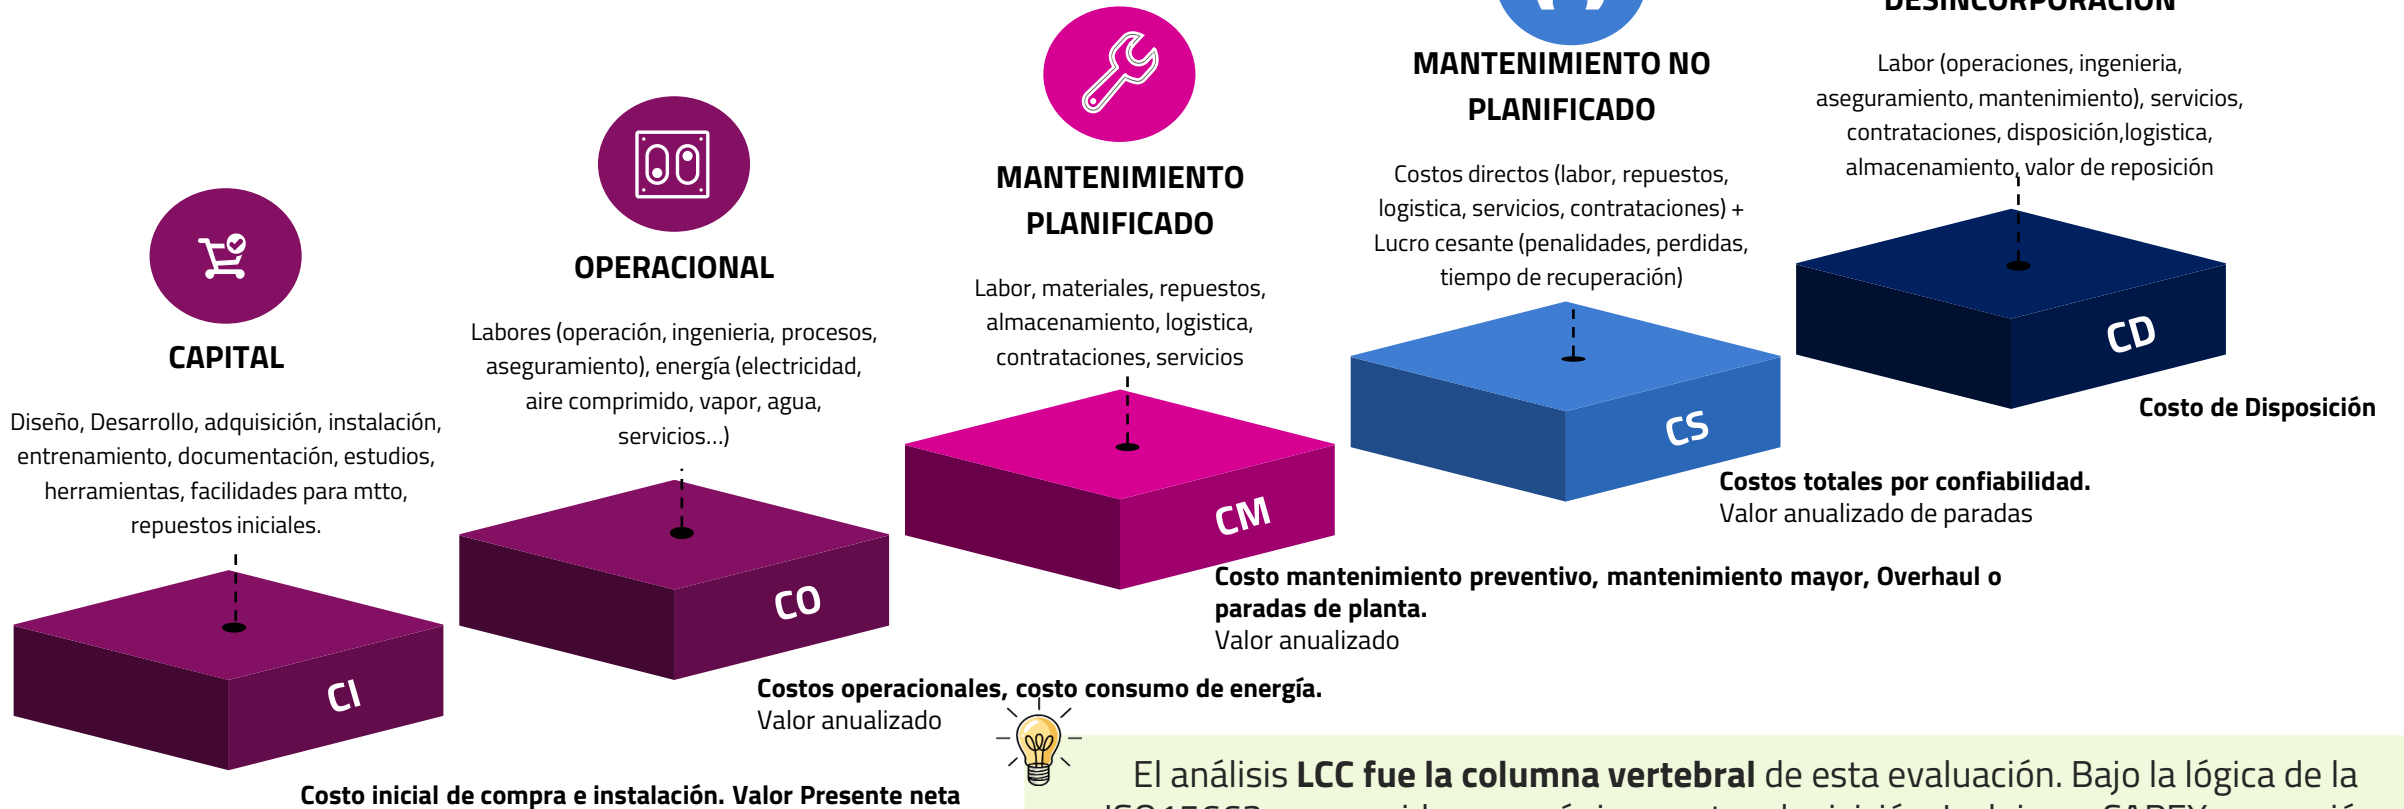 CAPITAL
Diseño, Desarrollo, adquisición, instalación,
entrenamiento, documentación, estudios,
herramientas, facilidades para mtto,
repuestos iniciales.
CI
Costo inicial de compra e instalación. Valor Presente neta
OPERACIONAL
Labores (operación, ingenieria, procesos,
aseguramiento), energía (electricidad,
aire comprimido, vapor, agua,
servicios...)
CO
Costos operacionales, costo consumo de energía.
Valor anualizado
MANTENIMIENTO
PLANIFICADO
Labor, materiales, repuestos,
almacenamiento, logistica,
contrataciones, servicios
CM
Costo mantenimiento preventivo, mantenimiento mayor, Overhaul o
paradas de planta.
Valor anualizado
MANTENIMIENTO NO
PLANIFICADO
Costos directos (labor, repuestos,
logistica, servicios, contrataciones) +
Lucro cesante (penalidades, perdidas,
tiempo de recuperación)
CS
Costos totales por confiabilidad.
Valor anualizado de paradas
DESINCORPORACIÓN
Labor (operaciones, ingenieria,
aseguramiento, mantenimiento), servicios,
contrataciones, disposición,logistica,
almacenamiento, valor de reposición
CD
Costo de Disposición
El análisis LCC fue la columna vertebral de esta evaluación. Bajo la lógica de la